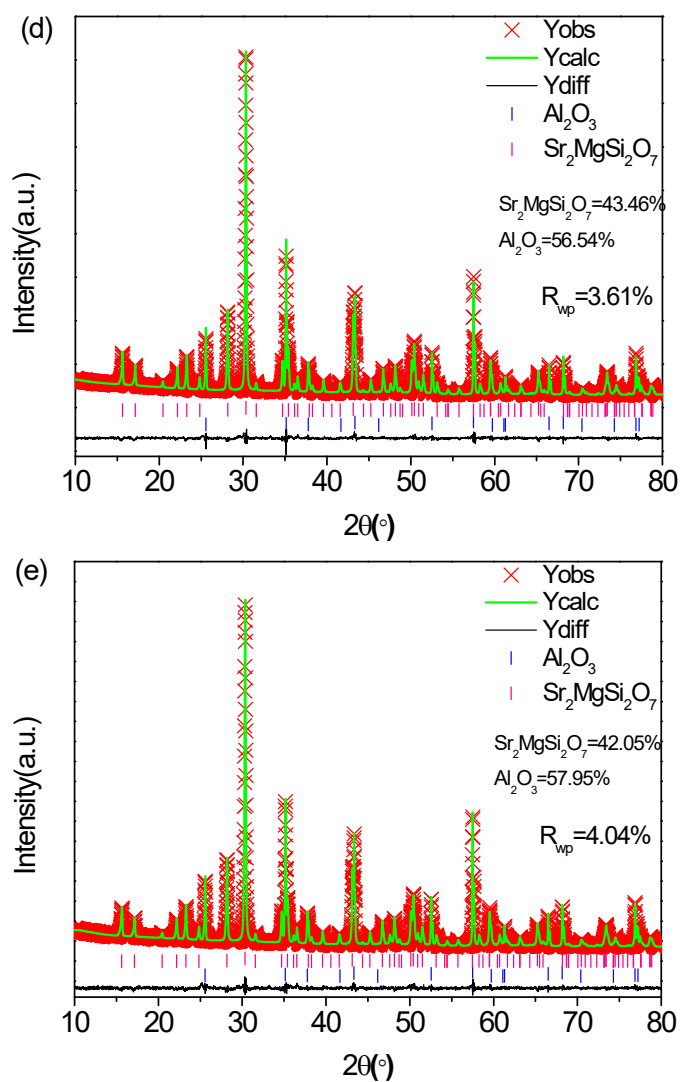 (d)
Yobs
Ycalc
Ydiff
Al₂O₃
Sr₂MgSi₂O₇
Sr₂MgSi₂O₇=43.46%
Al₂O₃=56.54%
R_wp=3.61%
Intensity(a.u.)
10 20 30 40 50 60 70 80
2θ(°)
(e)
Yobs
Ycalc
Ydiff
Al₂O₃
Sr₂MgSi₂O₇
Sr₂MgSi₂O₇=42.05%
Al₂O₃=57.95%
R_wp=4.04%
Intensity(a.u.)
10 20 30 40 50 60 70 80
2θ(°)